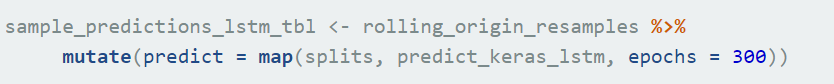 sample_predictions_lstm_tbl <- rolling_origin_resamples %>%
mutate(predict = map(splits, predict_keras_lstm, epochs = 300))